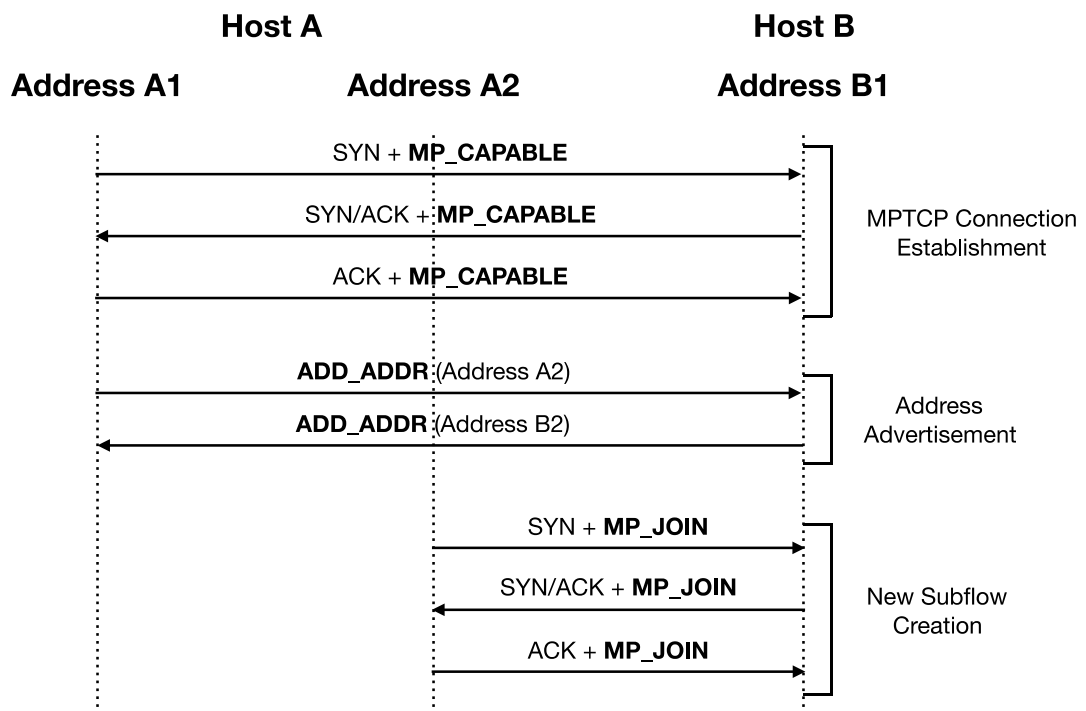 Host A
Host B
Address A1
Address A2
Address B1
SYN + MP_CAPABLE
SYN/ACK + MP_CAPABLE
ACK + MP_CAPABLE
MPTCP Connection
Establishment
ADD_ADDR (Address A2)
ADD_ADDR (Address B2)
Address
Advertisement
SYN + MP_JOIN
SYN/ACK + MP_JOIN
ACK + MP_JOIN
New Subflow
Creation